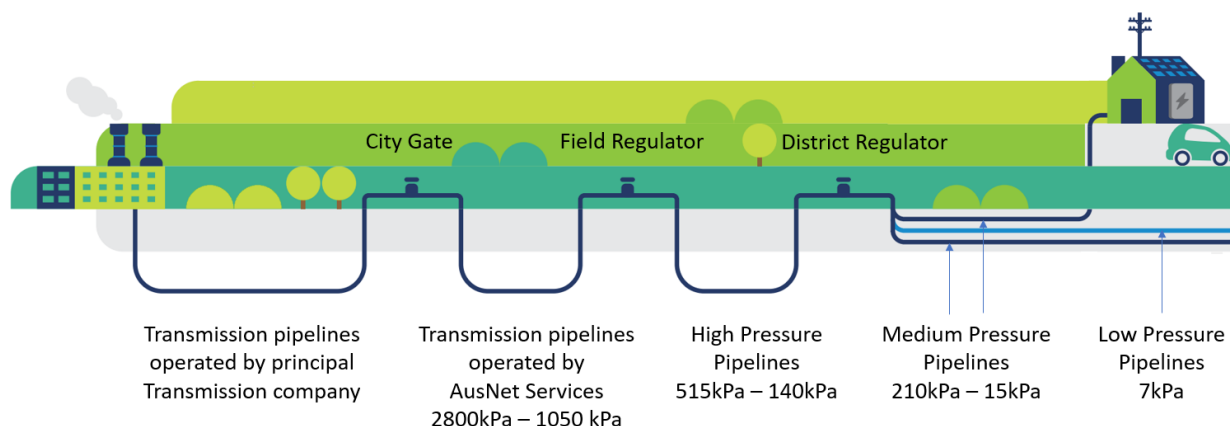 City Gate
Field Regulator
District Regulator
Transmission pipelines
operated by principal
Transmission company
Transmission pipelines
operated by
AusNet Services
2800kPa – 1050 kPa
High Pressure
Pipelines
515kPa – 140kPa
Medium Pressure
Pipelines
210kPa – 15kPa
Low Pressure
Pipelines
7kPa